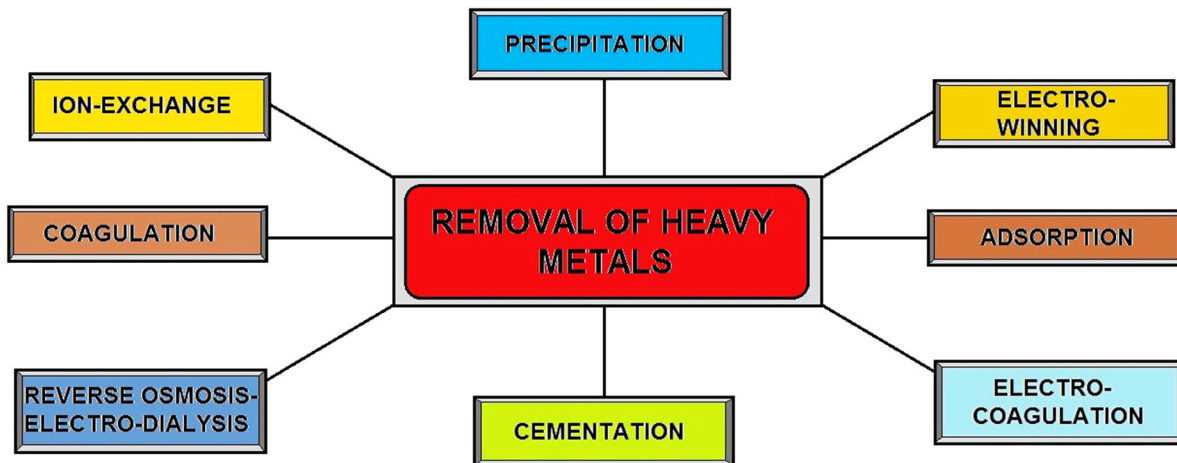 PRECIPITATION
ION-EXCHANGE
ELECTRO-
WINNING
REMOVAL OF HEAVY
METALS
COAGULATION
ADSORPTION
REVERSE OSMOSIS-
ELECTRO-DIALYSIS
CEMENTATION
ELECTRO-
COAGULATION